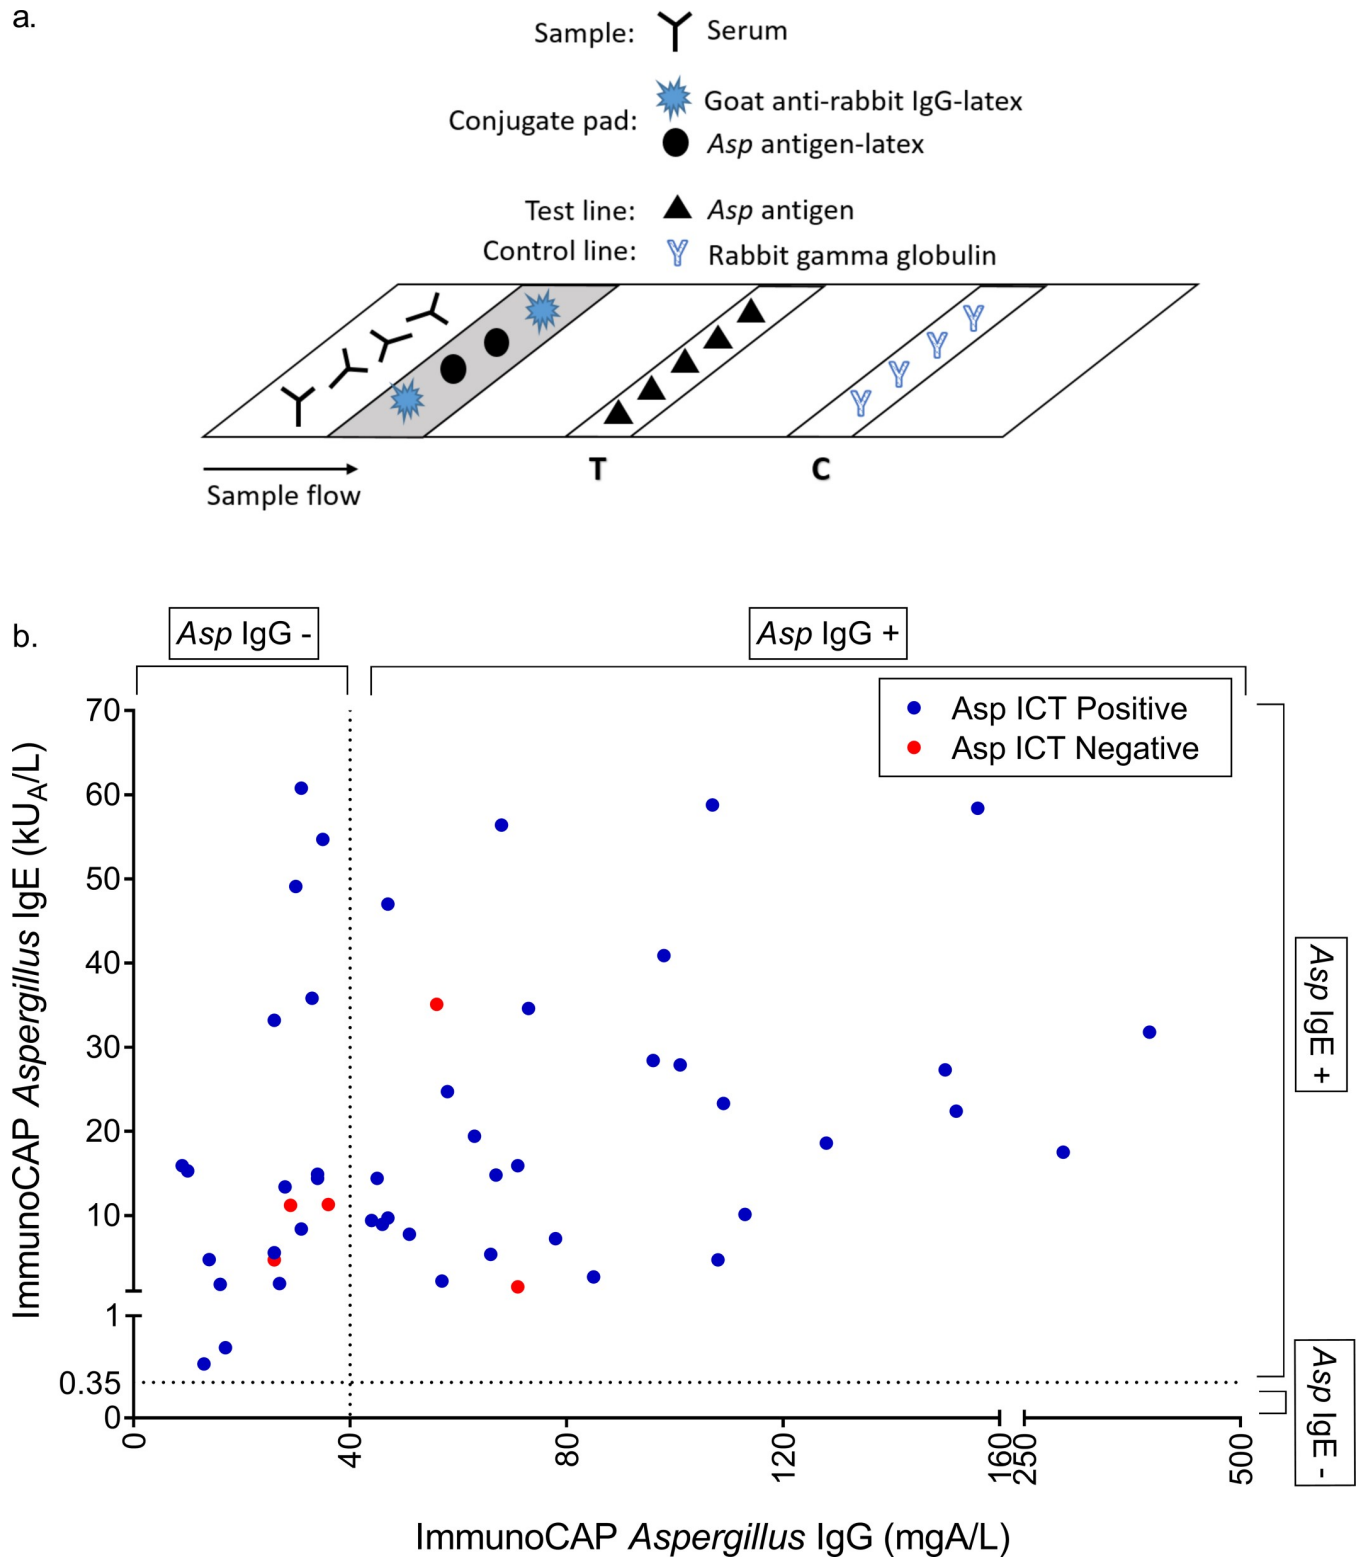 a.
Sample: Serum
Conjugate pad: Goat anti-rabbit IgG-latex
Asp antigen-latex
Test line: Asp antigen
Control line: Rabbit gamma globulin
T C
Sample flow
b.
Asp IgG - Asp IgG +
Asp ICT Positive
Asp ICT Negative
ImmunoCAP Aspergillus IgE (kUA/L)
70
60
50
40
30
20
10
1
0.35
0
Asp IgE +
Asp IgE -
0 40 80 120 160 250 500
ImmunoCAP Aspergillus IgG (mgA/L)